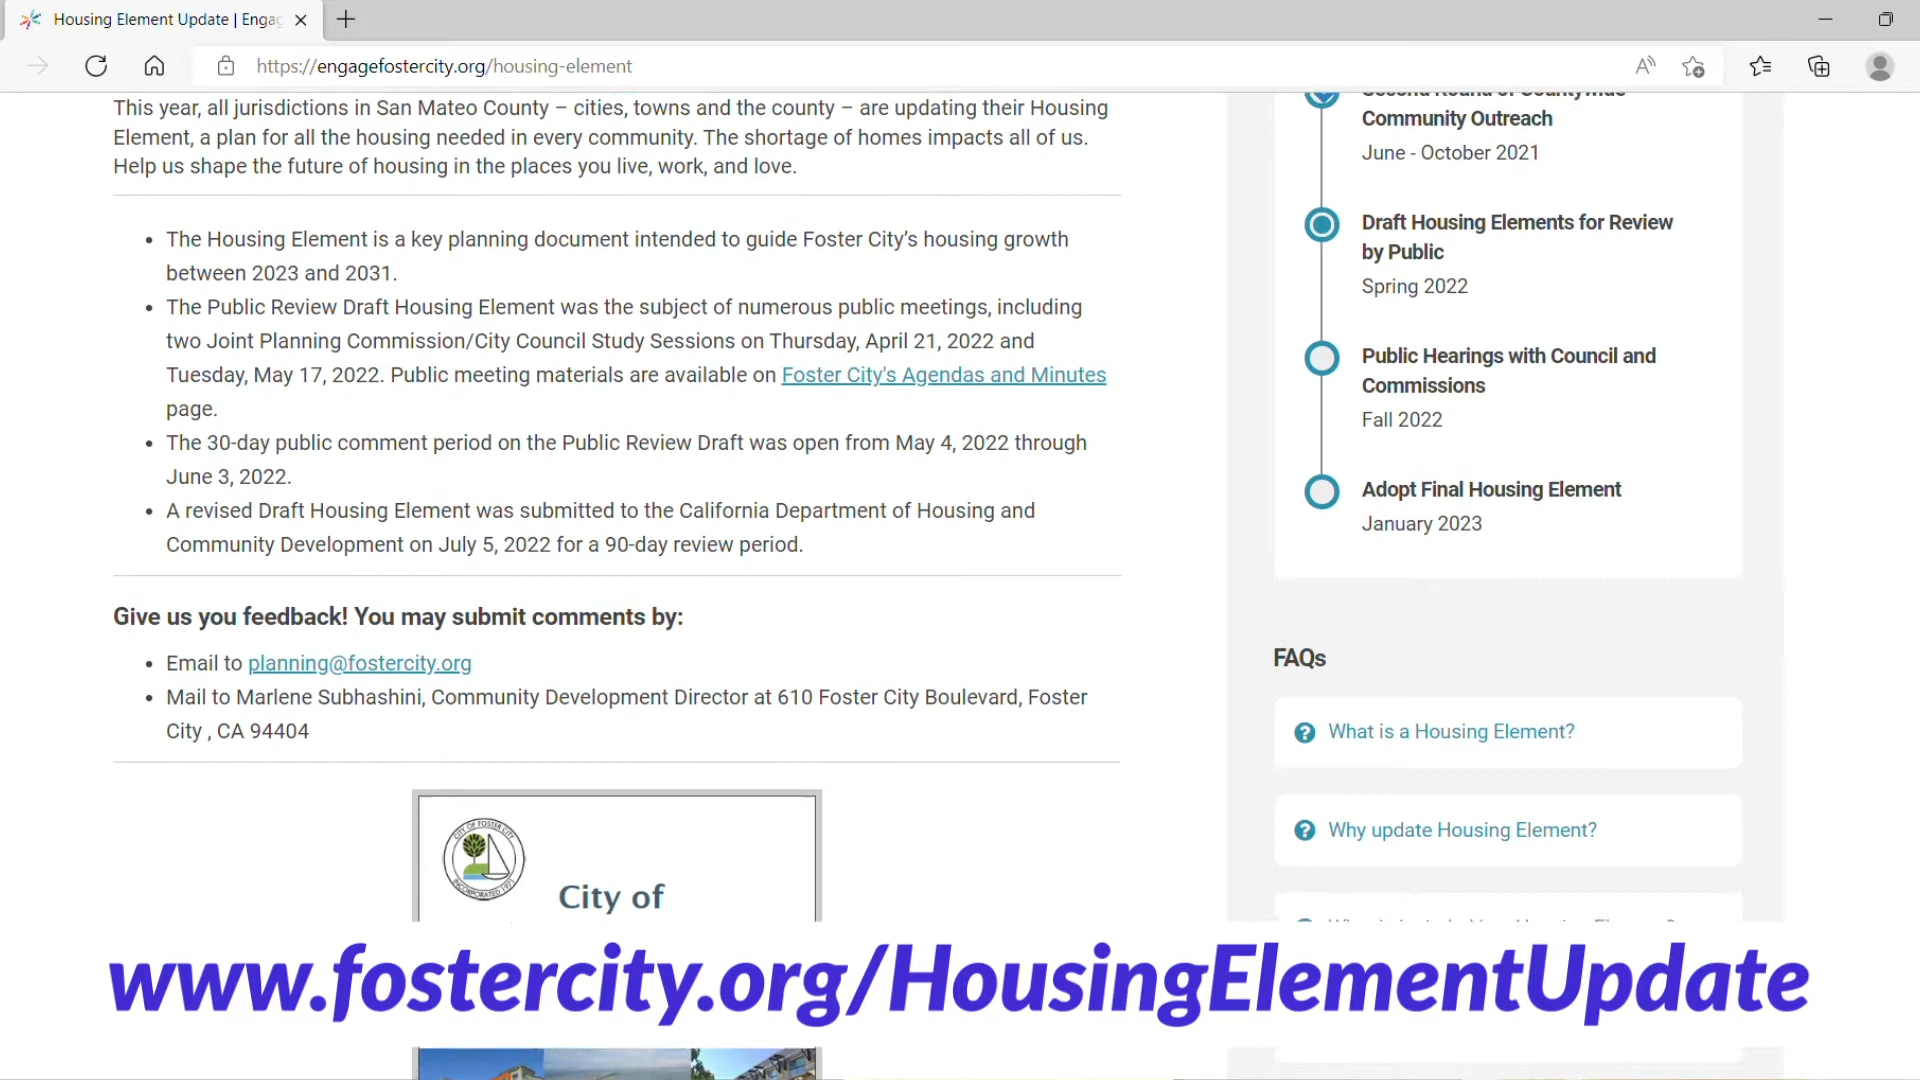 Housing Element Update | Engag
https://engagefostercity.org/housing-element
This year, all jurisdictions in San Mateo County – cities, towns and the county – are updating their Housing
Element, a plan for all the housing needed in every community. The shortage of homes impacts all of us.
Help us shape the future of housing in the places you live, work, and love.
• The Housing Element is a key planning document intended to guide Foster City’s housing growth
between 2023 and 2031.
• The Public Review Draft Housing Element was the subject of numerous public meetings, including
two Joint Planning Commission/City Council Study Sessions on Thursday, April 21, 2022 and
Tuesday, May 17, 2022. Public meeting materials are available on Foster City's Agendas and Minutes
page.
• The 30-day public comment period on the Public Review Draft was open from May 4, 2022 through
June 3, 2022.
• A revised Draft Housing Element was submitted to the California Department of Housing and
Community Development on July 5, 2022 for a 90-day review period.
Give us you feedback! You may submit comments by:
• Email to planning@fostercity.org
• Mail to Marlene Subhashini, Community Development Director at 610 Foster City Boulevard, Foster
City , CA 94404
CITY OF FOSTER CITY
INCORPORATED 1971
City of
Second Round of Countywide
Community Outreach
June - October 2021
Draft Housing Elements for Review
by Public
Spring 2022
Public Hearings with Council and
Commissions
Fall 2022
Adopt Final Housing Element
January 2023
FAQs
What is a Housing Element?
Why update Housing Element?
www.fostercity.org/HousingElementUpdate